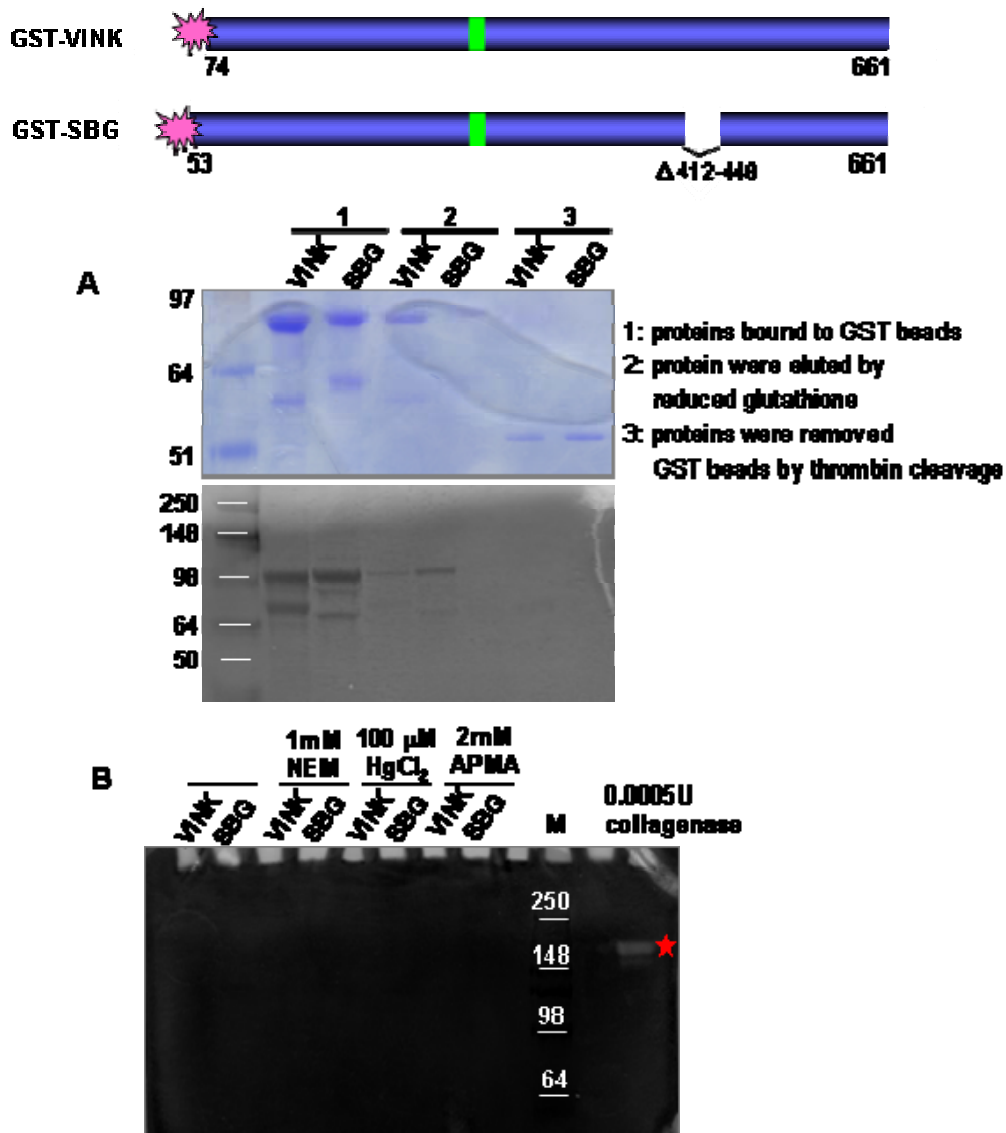 GST-VINK
74 661
GST-SBG
53 Δ412-448 661
1 2 3
VINK SBG VINK SBG VINK SBG
A
97
64
51
1: proteins bound to GST beads
2: protein were eluted by
reduced glutathione
3: proteins were removed
GST beads by thrombin cleavage
250
148
98
64
50
B
1mM 100 μM 2mM
NEM HgCl2 APMA
VINK SBG VINK SBG VINK SBG VINK SBG
M
0.0005U
collagenase
250
148
98
64